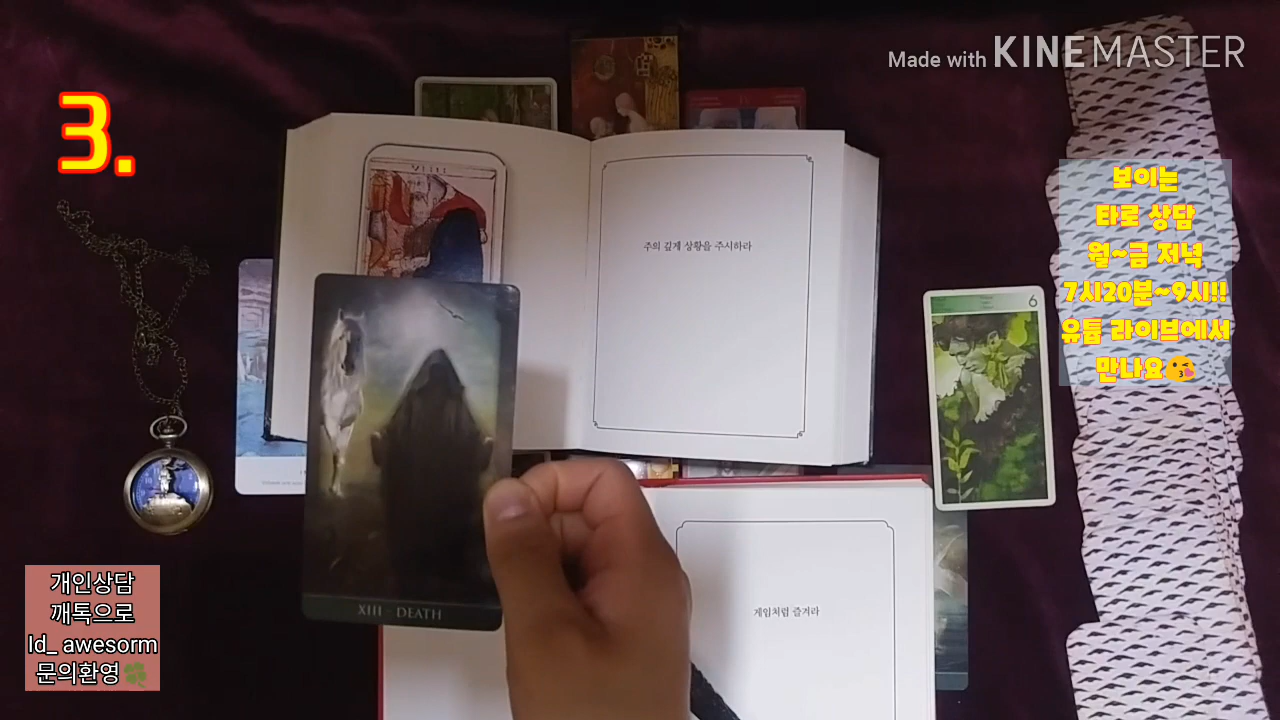 Made with KINEMASTER
3.
보이는
타로 상담
월~금 저녁
7시20분~9시!!
유튭 라이브에서
만나요😘
VIIII
주의 깊게 상황을 주시하라
6
XIII - DEATH
게임처럼 즐겨라
개인상담
깨톡으로
Id_ awesorm
문의환영🍀